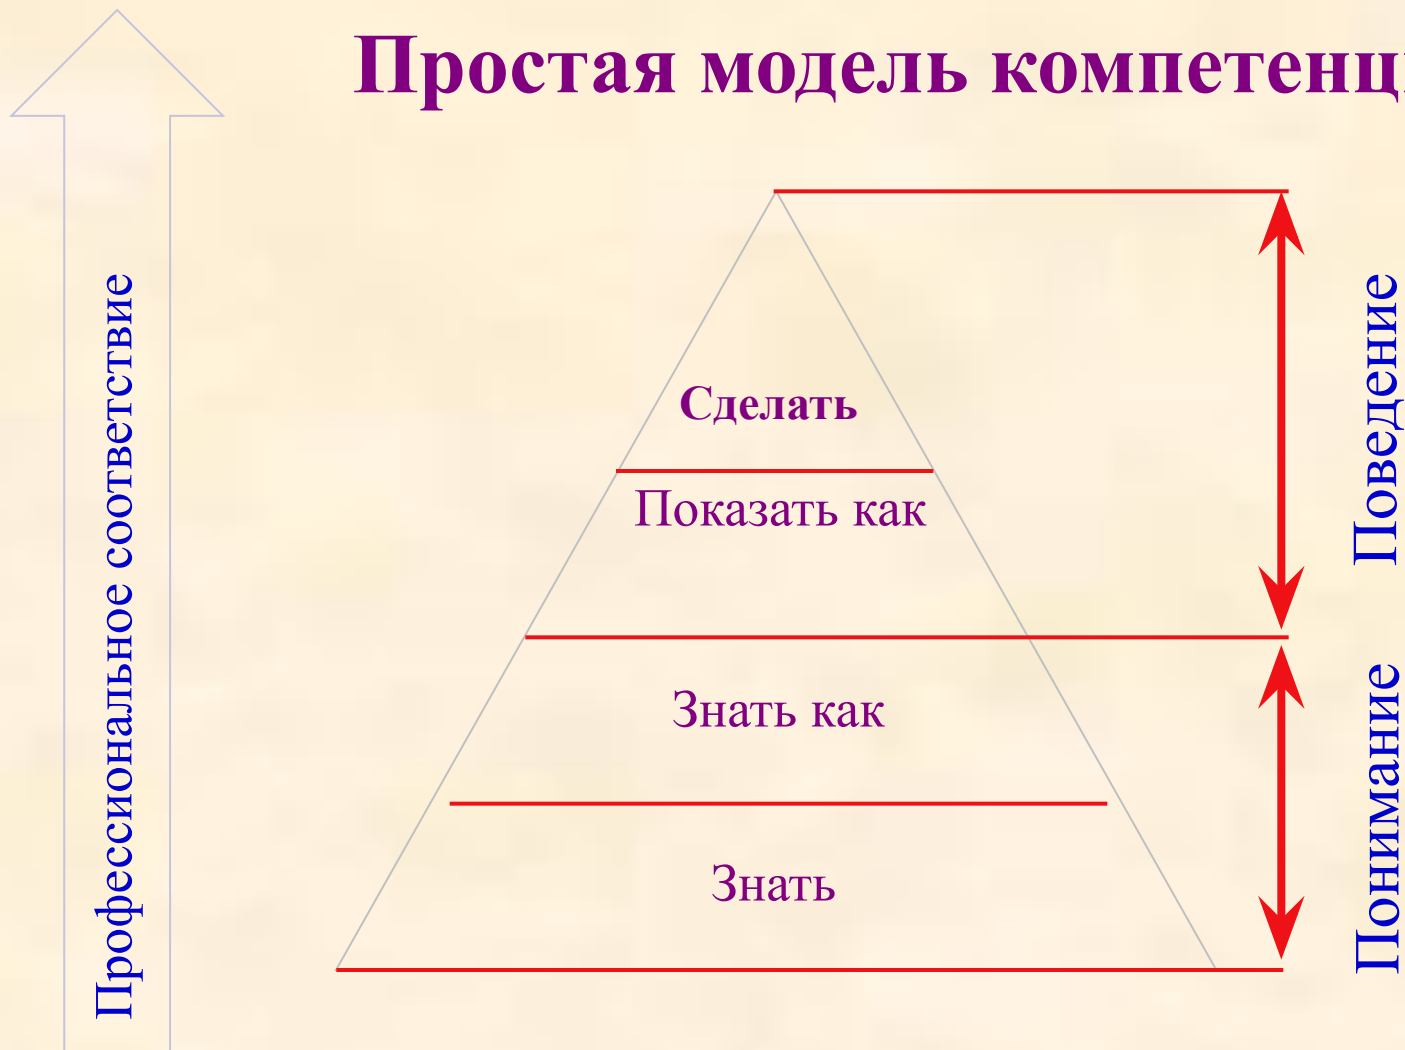 Простая модель компетенц
Профессиональное соответствие
Сделать
Показать как
Поведение
Знать как
Знать
Понимание